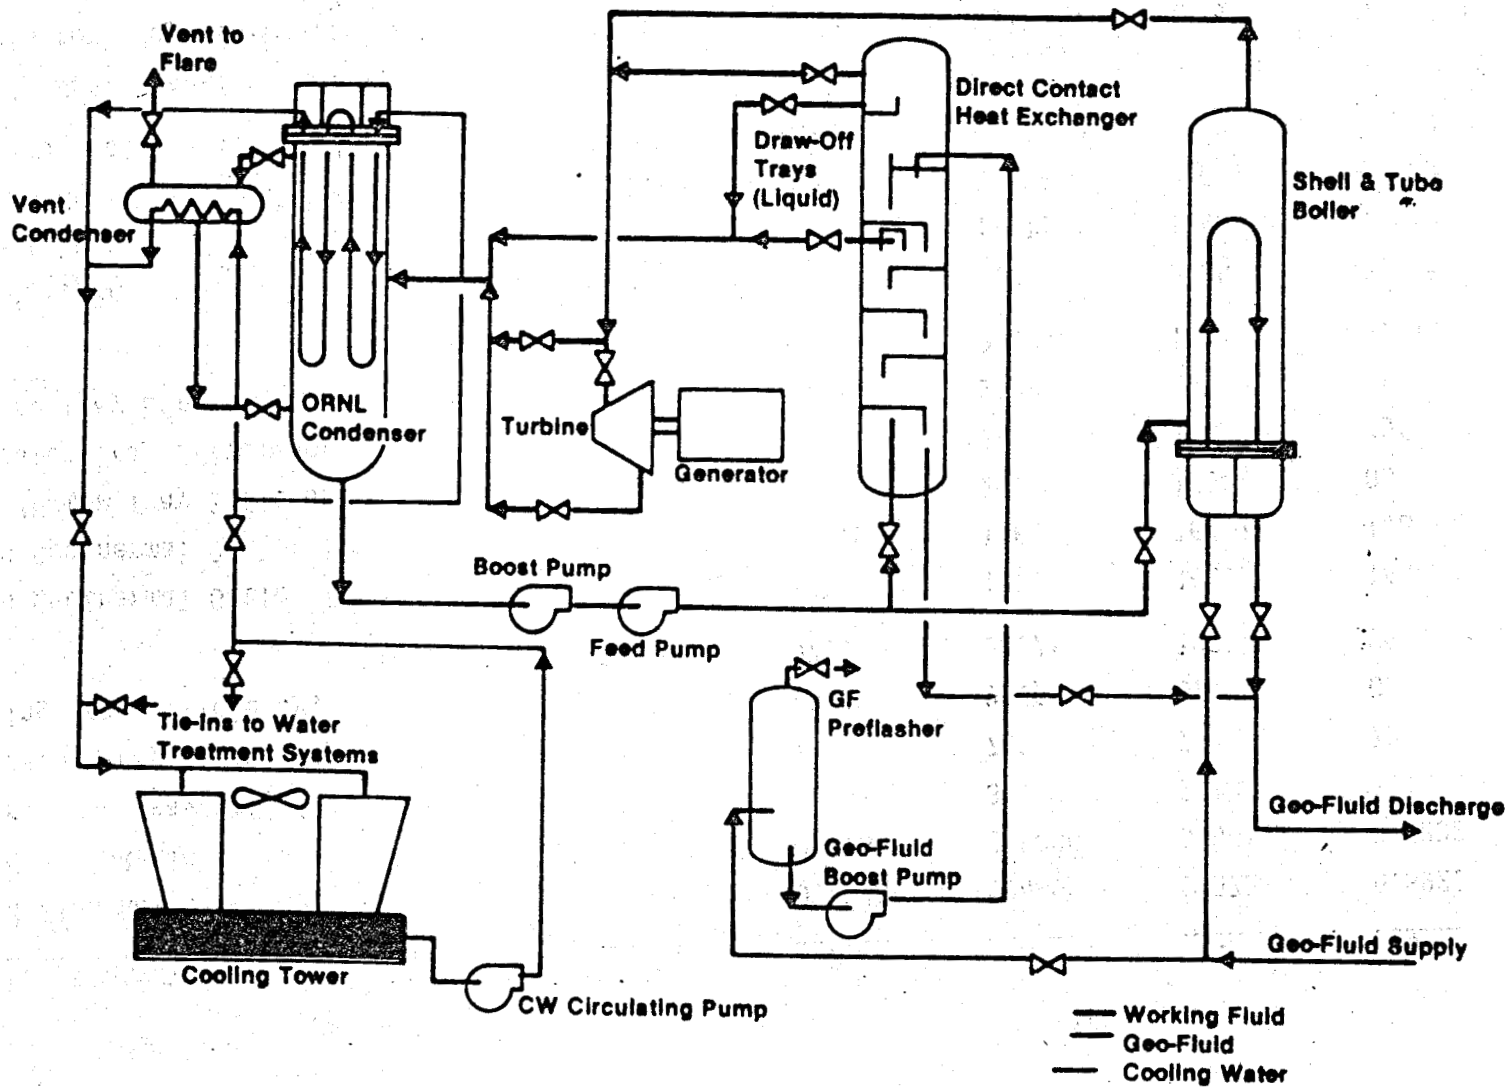 Vent to
Flare
Vent
Condenser
Direct Contact
Heat Exchanger
Draw-Off
Trays
(Liquid)
Shell & Tube
Boiler
ORNL
Condenser
Turbine
Generator
Boost Pump
Feed Pump
GF
Preflasher
Tie-Ins to Water
Treatment Systems
Geo-Fluid Discharge
Geo-Fluid
Boost Pump
Geo-Fluid Supply
Cooling Tower
CW Circulating Pump
Working Fluid
Geo-Fluid
Cooling Water